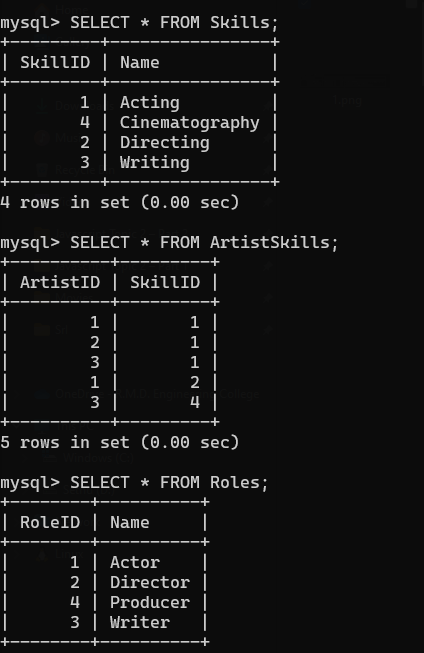 mysql> SELECT * FROM Skills;
+---------+----------------+
| SkillID | Name           |
+---------+----------------+
|       1 | Acting         |
|       4 | Cinematography |
|       2 | Directing      |
|       3 | Writing        |
+---------+----------------+
4 rows in set (0.00 sec)

mysql> SELECT * FROM ArtistSkills;
+----------+---------+
| ArtistID | SkillID |
+----------+---------+
|        1 |       1 |
|        2 |       1 |
|        3 |       1 |
|        1 |       2 |
|        3 |       4 |
+----------+---------+
5 rows in set (0.00 sec)

mysql> SELECT * FROM Roles;
+--------+----------+
| RoleID | Name     |
+--------+----------+
|      1 | Actor    |
|      2 | Director |
|      4 | Producer |
|      3 | Writer   |
+--------+----------+